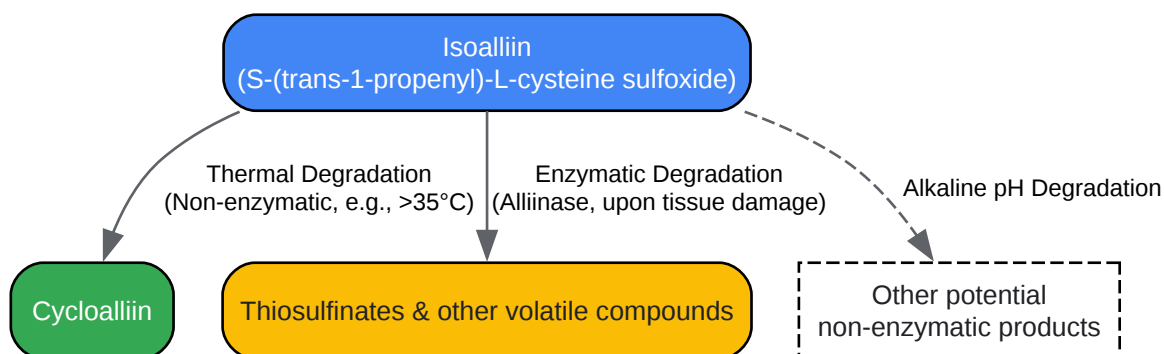 Isoalliin
(S-(trans-1-propenyl)-L-cysteine sulfoxide)
Thermal Degradation
(Non-enzymatic, e.g., >35°C)
Enzymatic Degradation
(Alliinase, upon tissue damage)
Alkaline pH Degradation
Cycloalliin
Thiosulfinates & other volatile compounds
Other potential
non-enzymatic products